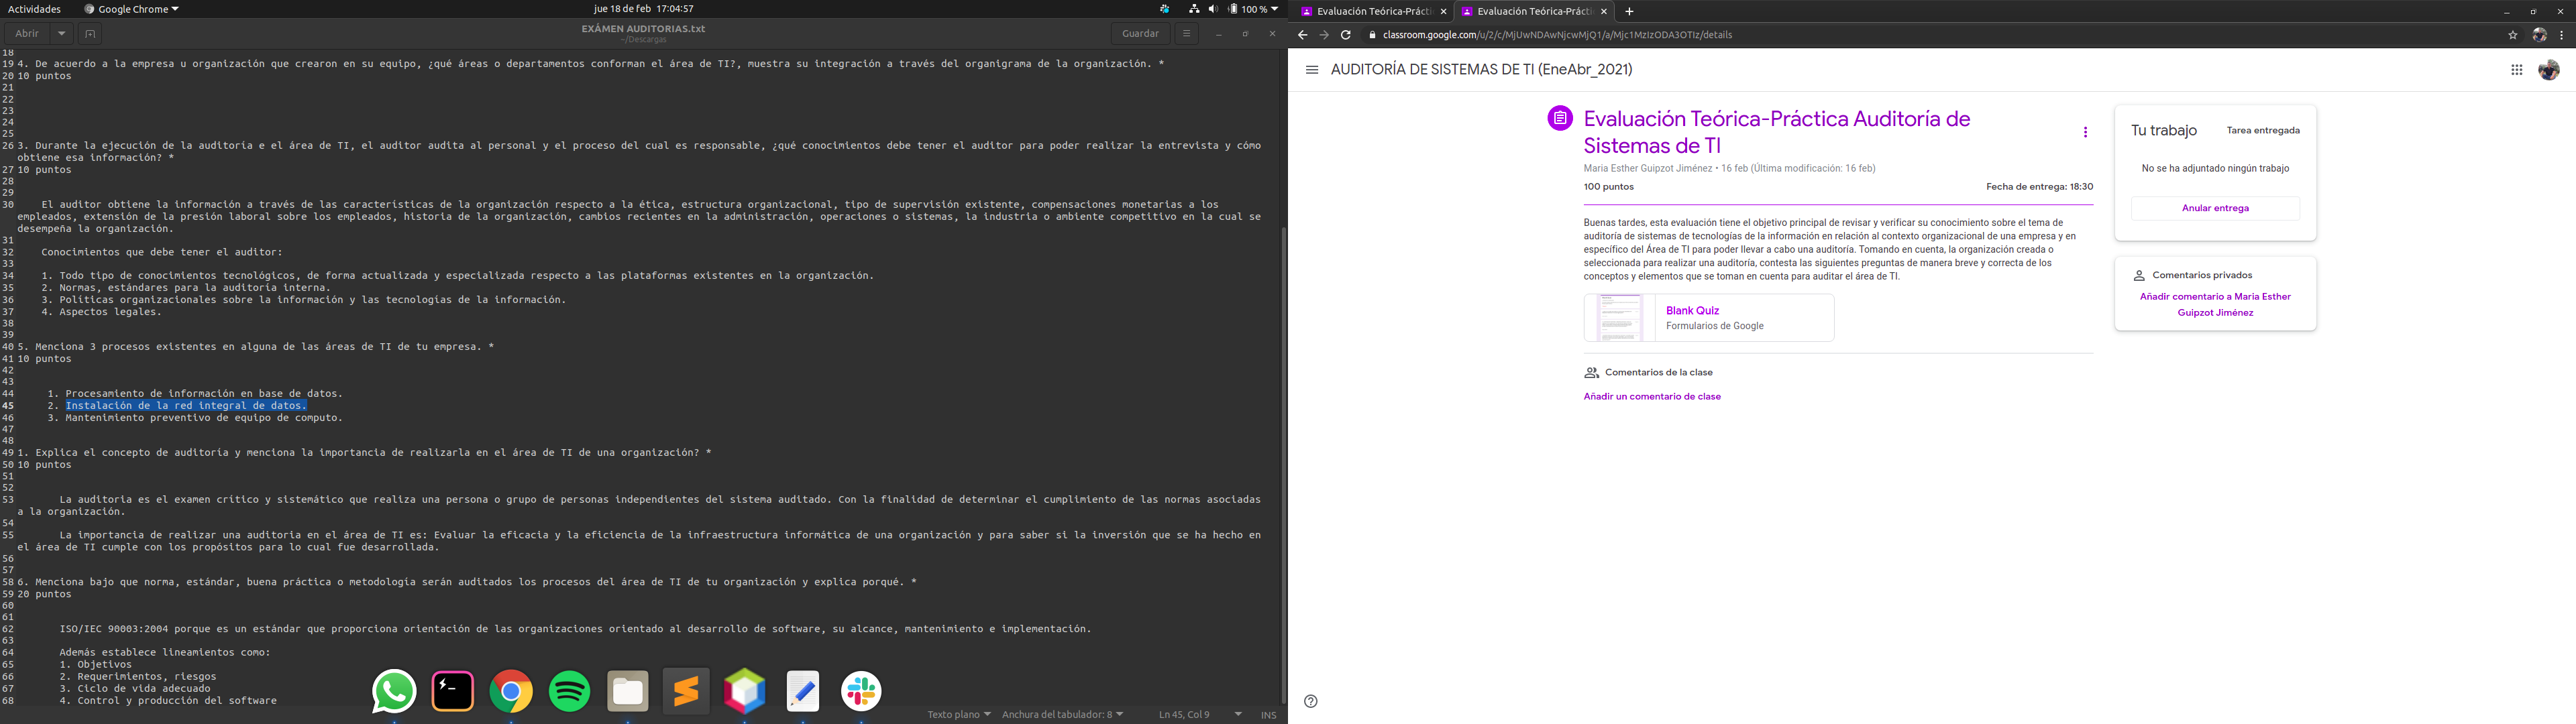 Actividades
Google Chrome
jue 18 de feb 17:04:57
100 %
Abrir
EXÁMEN AUDITORIAS.txt
~/Descargas
Guardar
18
19 4. De acuerdo a la empresa u organización que crearon en su equipo, ¿qué áreas o departamentos conforman el área de TI?, muestra su integración a través del organigrama de la organización. *
20 10 puntos
21
22
23
24
25
26 3. Durante la ejecución de la auditoría e el área de TI, el auditor audita al personal y el proceso del cual es responsable, ¿qué conocimientos debe tener el auditor para poder realizar la entrevista y cómo
obtiene esa información? *
27 10 puntos
28
29
30 El auditor obtiene la información a través de las características de la organización respecto a la ética, estructura organizacional, tipo de supervisión existente, compensaciones monetarias a los
empleados, extensión de la presión laboral sobre los empleados, historia de la organización, cambios recientes en la administración, operaciones o sistemas, la industria o ambiente competitivo en la cual se
desempeña la organización.
31
32 Conocimientos que debe tener el auditor:
33
34 1. Todo tipo de conocimientos tecnológicos, de forma actualizada y especializada respecto a las plataformas existentes en la organización.
35 2. Normas, estándares para la auditoría interna.
36 3. Políticas organizacionales sobre la información y las tecnologías de la información.
37 4. Aspectos legales.
38
39
40 5. Menciona 3 procesos existentes en alguna de las áreas de TI de tu empresa. *
41 10 puntos
42
43
44 1. Procesamiento de información en base de datos.
45 2. Instalación de la red integral de datos.
46 3. Mantenimiento preventivo de equipo de computo.
47
48
49 1. Explica el concepto de auditoría y menciona la importancia de realizarla en el área de TI de una organización? *
50 10 puntos
51
52
53 La auditoría es el examen crítico y sistemático que realiza una persona o grupo de personas independientes del sistema auditado. Con la finalidad de determinar el cumplimiento de las normas asociadas
a la organización.
54
55 La importancia de realizar una auditoría en el área de TI es: Evaluar la eficacia y la eficiencia de la infraestructura informática de una organización y para saber si la inversión que se ha hecho en
el área de TI cumple con los propósitos para lo cual fue desarrollada.
56
57
58 6. Menciona bajo que norma, estándar, buena práctica o metodología serán auditados los procesos del área de TI de tu organización y explica porqué. *
59 20 puntos
60
61
62 ISO/IEC 90003:2004 porque es un estándar que proporciona orientación de las organizaciones orientado al desarrollo de software, su alcance, mantenimiento e implementación.
63
64 Además establece lineamientos como:
65 1. Objetivos
66 2. Requerimientos, riesgos
67 3. Ciclo de vida adecuado
68 4. Control y producción del software
Texto plano
Anchura del tabulador: 8
Ln 45, Col 9
INS
Evaluación Teórica-Práctic
Evaluación Teórica-Práctic
classroom.google.com/u/2/c/MjUwNDAwNjcwMjQ1/a/Mjc1MzIzODA3OTIz/details
AUDITORÍA DE SISTEMAS DE TI (EneAbr_2021)
Evaluación Teórica-Práctica Auditoría de
Sistemas de TI
Maria Esther Guipzot Jiménez • 16 feb (Última modificación: 16 feb)
100 puntos
Fecha de entrega: 18:30
Buenas tardes, esta evaluación tiene el objetivo principal de revisar y verificar su conocimiento sobre el tema de
auditoría de sistemas de tecnologías de la información en relación al contexto organizacional de una empresa y en
específico del Área de TI para poder llevar a cabo una auditoría. Tomando en cuenta, la organización creada o
seleccionada para realizar una auditoría, contesta las siguientes preguntas de manera breve y correcta de los
conceptos y elementos que se toman en cuenta para auditar el área de TI.
Blank Quiz
Formularios de Google
Comentarios de la clase
Añadir un comentario de clase
Tu trabajo
Tarea entregada
No se ha adjuntado ningún trabajo
Anular entrega
Comentarios privados
Añadir comentario a Maria Esther
Guipzot Jiménez